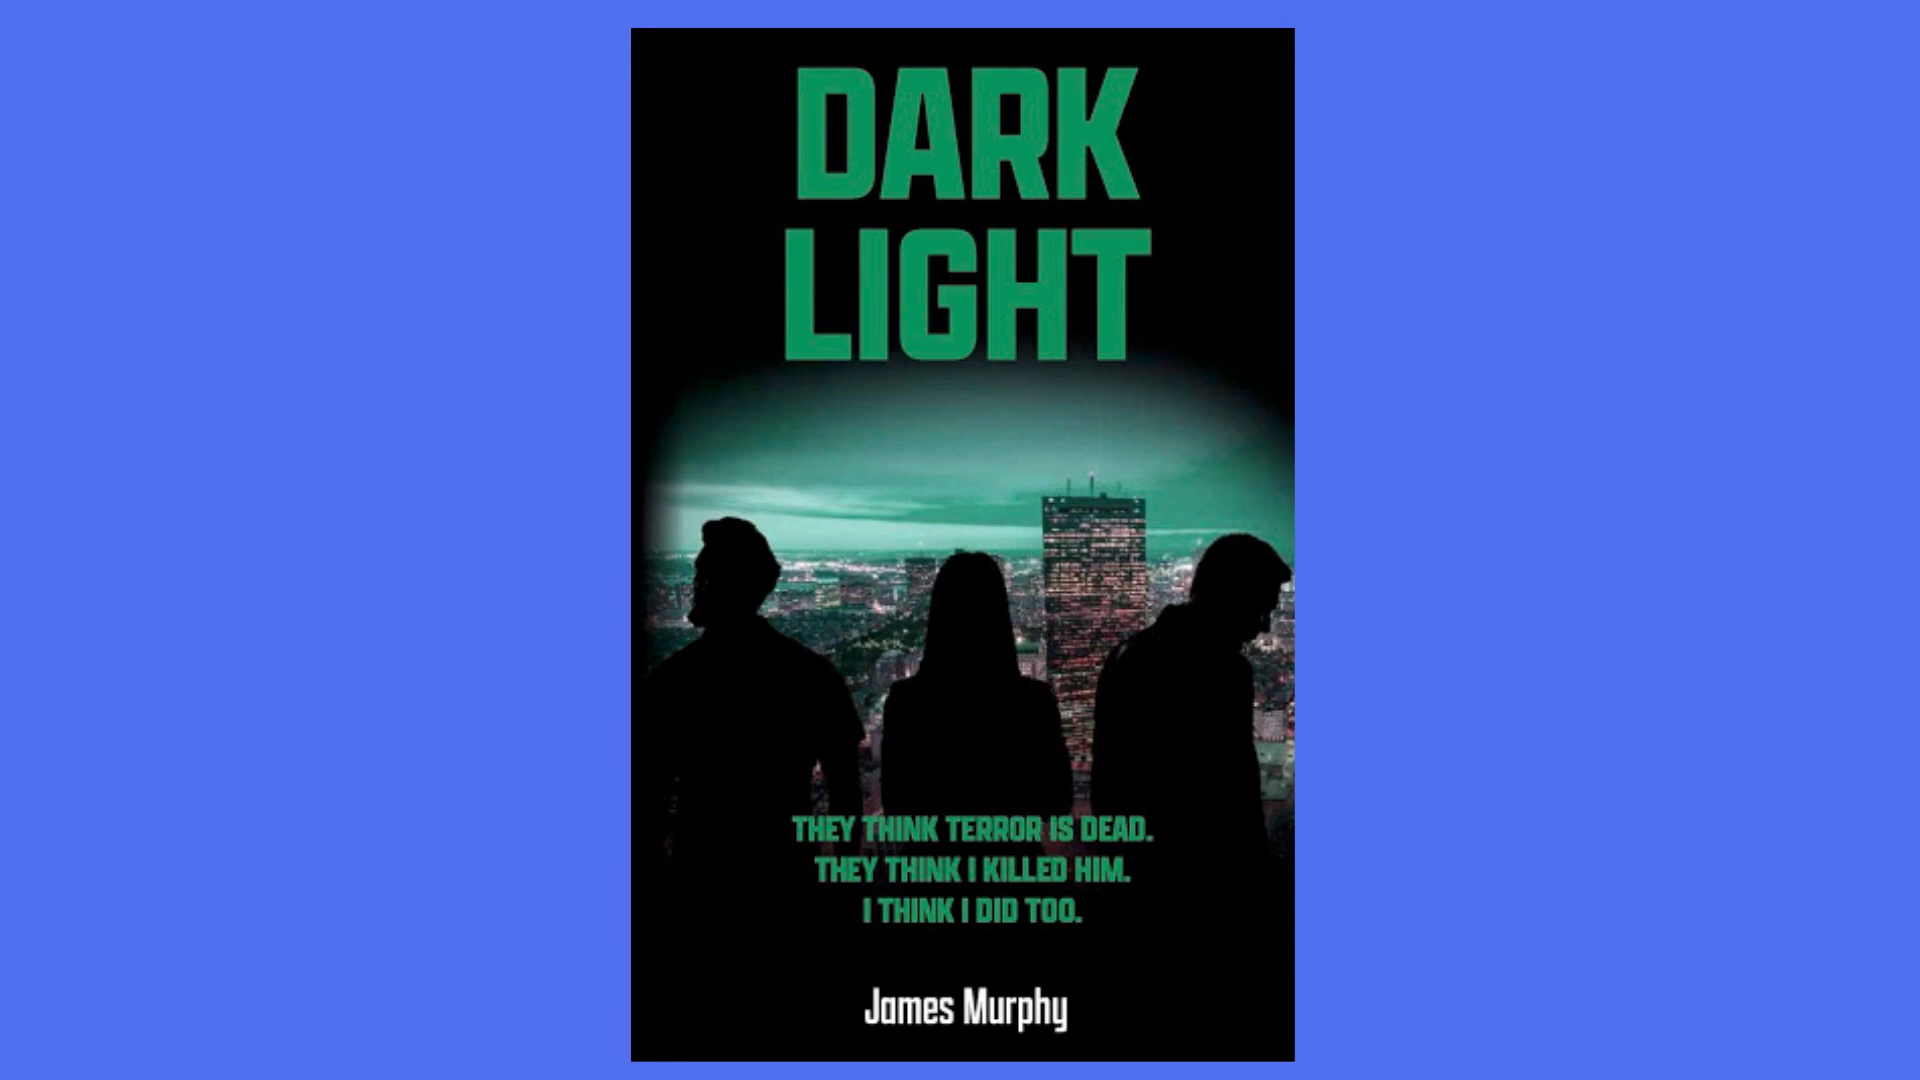 DARK
LIGHT
THEY THINK TERROR IS DEAD.
THEY THINK I KILLED HIM.
I THINK I DID TOO.
James Murphy